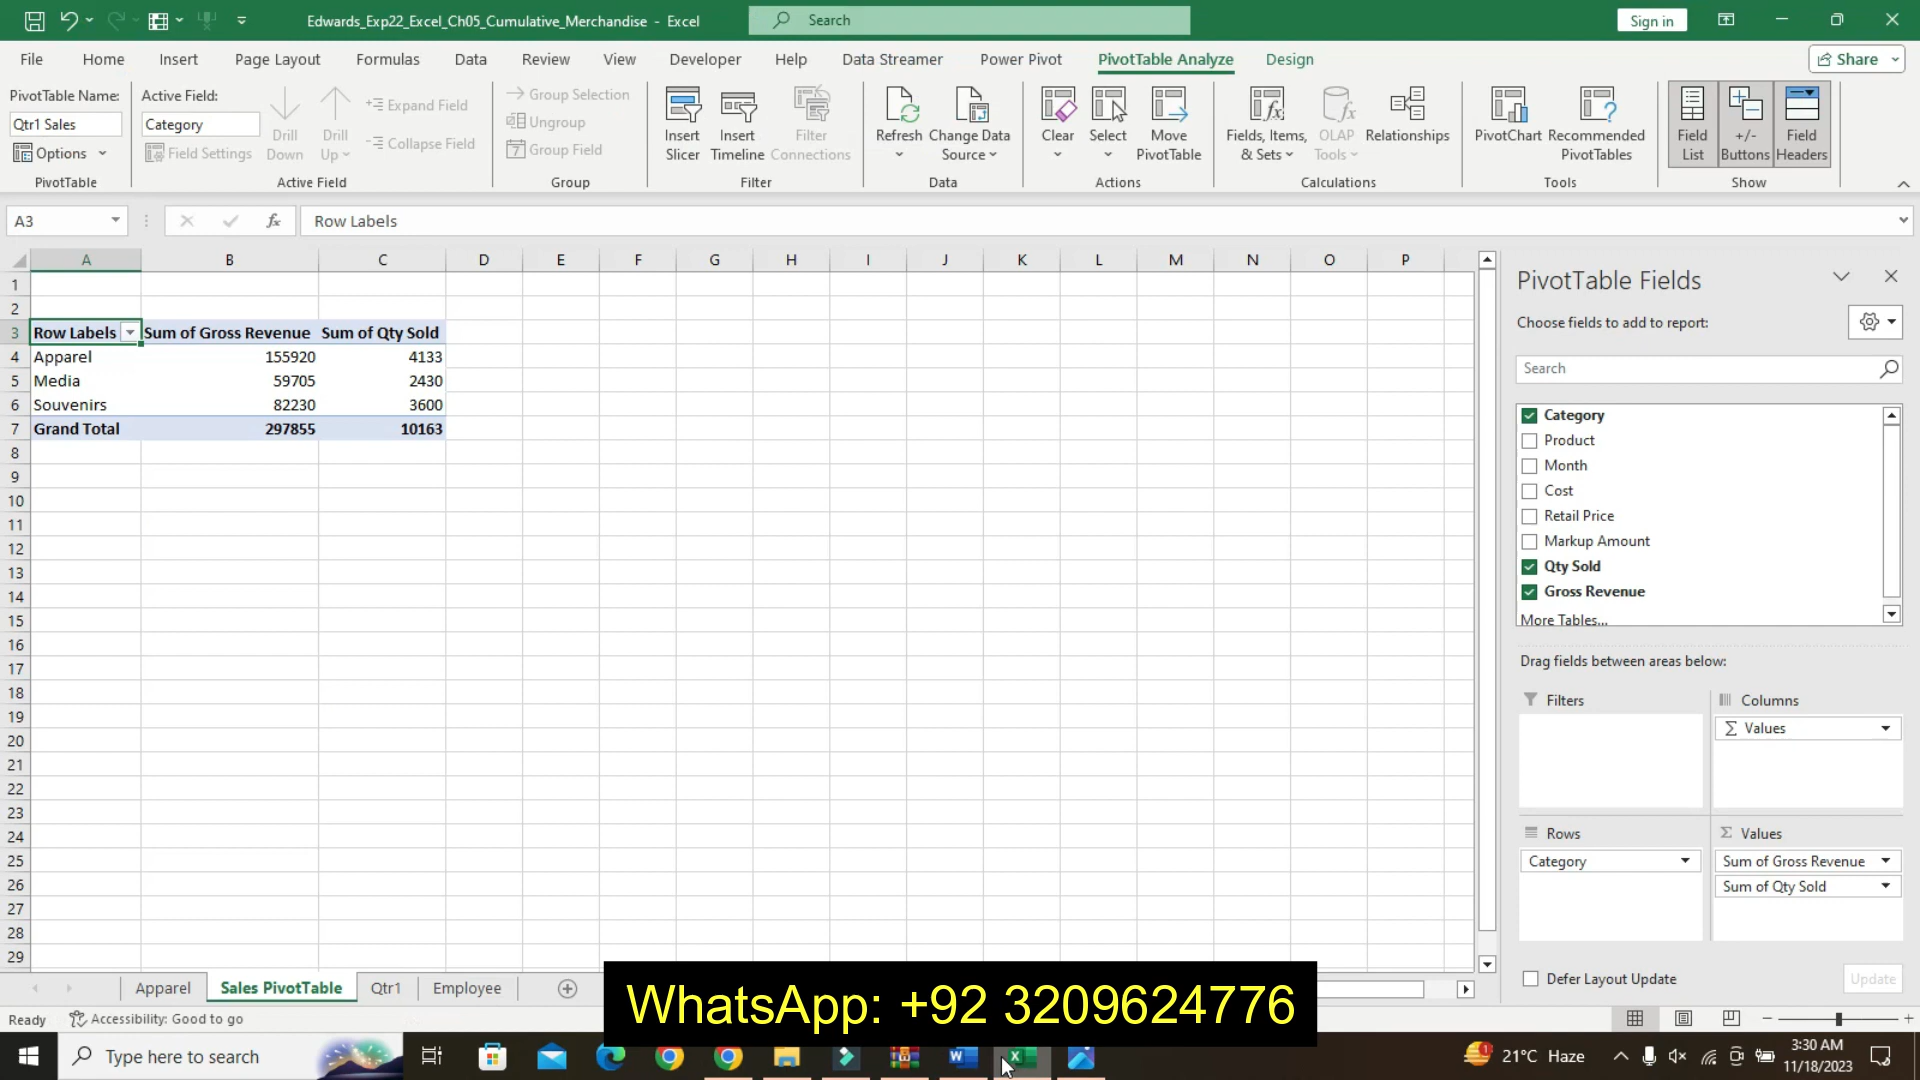 Edwards_Exp22_Excel_Ch05_Cumulative_Merchandise - Excel
Search
Sign in
File Home Insert Page Layout Formulas Data Review View Developer Help Data Streamer Power Pivot PivotTable Analyze Design
Share
PivotTable Name:
Qtr1 Sales
Options
PivotTable
Active Field:
Category
Field Settings
Drill Down
Drill Up
Expand Field
Collapse Field
Active Field
Group Selection
Ungroup
Group Field
Group
Insert Slicer
Insert Timeline
Filter Connections
Filter
Refresh
Change Data Source
Data
Clear
Select
Move PivotTable
Actions
Fields, Items, & Sets
OLAP Tools
Relationships
Calculations
PivotChart
Recommended PivotTables
Tools
Field List
+/- Buttons
Field Headers
Show
A3
fx
Row Labels
A B C D E F G H I J K L M N O P
1
2
3 Row Labels Sum of Gross Revenue Sum of Qty Sold
4 Apparel 155920 4133
5 Media 59705 2430
6 Souvenirs 82230 3600
7 Grand Total 297855 10163
8
9
10
11
12
13
14
15
16
17
18
19
20
21
22
23
24
25
26
27
28
29
PivotTable Fields
Choose fields to add to report:
Search
Category
Product
Month
Cost
Retail Price
Markup Amount
Qty Sold
Gross Revenue
More Tables...
Drag fields between areas below:
Filters
Columns
Σ Values
Rows
Category
Σ Values
Sum of Gross Revenue
Sum of Qty Sold
Defer Layout Update
Update
Apparel Sales PivotTable Qtr1 Employee
WhatsApp: +92 3209624776
Ready
Accessibility: Good to go
Type here to search
21°C Haze
3:30 AM
11/18/2023